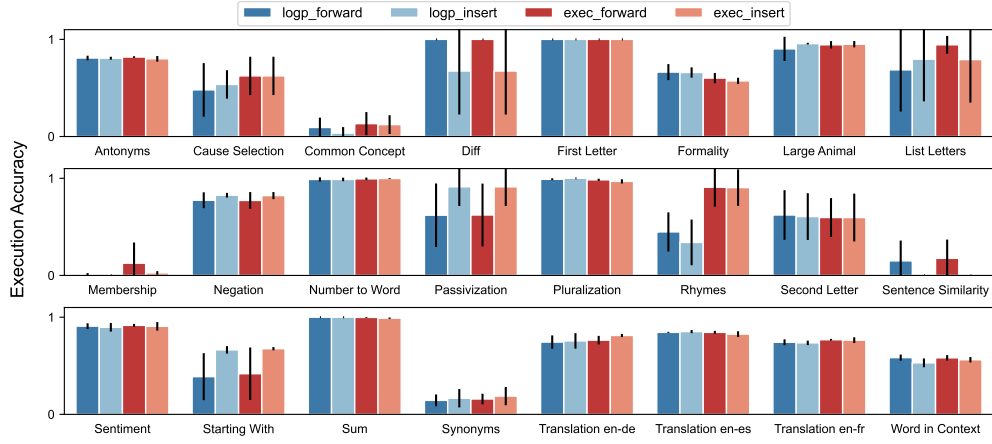 logp_forward logp_insert exec_forward exec_insert
Execution Accuracy
1
0
Antonyms Cause Selection Common Concept Diff First Letter Formality Large Animal List Letters
1
0
Membership Negation Number to Word Passivization Pluralization Rhymes Second Letter Sentence Similarity
1
0
Sentiment Starting With Sum Synonyms Translation en-de Translation en-es Translation en-fr Word in Context